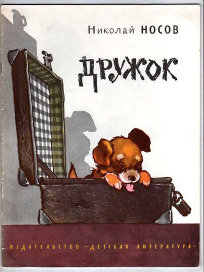 Николай НОСОВ
ДРУЖОК
ИЗДАТЕЛЬСТВО «ДЕТСКАЯ ЛИТЕРАТУРА»